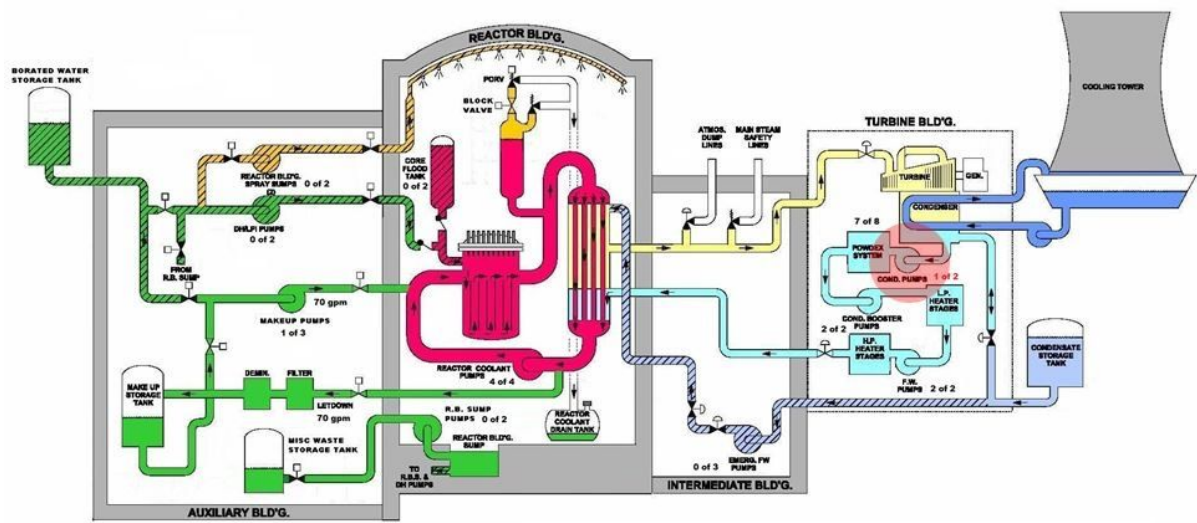 REACTOR BLD'G.
BORATED WATER
STORAGE TANK
PORV
BLOCK
VALVE
COOLING TOWER
TURBINE BLD'G.
ATMOS.
DUMP
LINES
MAIN STEAM
SAFETY
LINES
CORE
FLOOD
TANK
0 of 2
TURBINE
GEN.
REACTOR BLD'G.
SPRAY PUMPS
(2)
0 of 2
CONDENSER
DH/LPI PUMPS
0 of 2
7 of 8
POWDEX
SYSTEM
FROM
R.B. SUMP
COND. PUMPS
1 of 2
70 gpm
MAKEUP PUMPS
1 of 3
L.P.
HEATER
STAGES
COND. BOOSTER
PUMPS
2 of 2
H.P.
HEATER
STAGES
CONDENSATE
STORAGE
TANK
REACTOR COOLANT
PUMPS
4 of 4
F.W.
PUMPS
2 of 2
MAKE UP
STORAGE
TANK
DEMIN.
FILTER
LETDOWN
70 gpm
R.B. SUMP
PUMPS
0 of 2
REACTOR
COOLANT
DRAIN TANK
MISC WASTE
STORAGE TANK
REACTOR BLD'G.
SUMP
TO
R.B.S. &
DH PUMPS
0 of 3
EMERG. FW
PUMPS
INTERMEDIATE BLD'G.
AUXILIARY BLD'G.